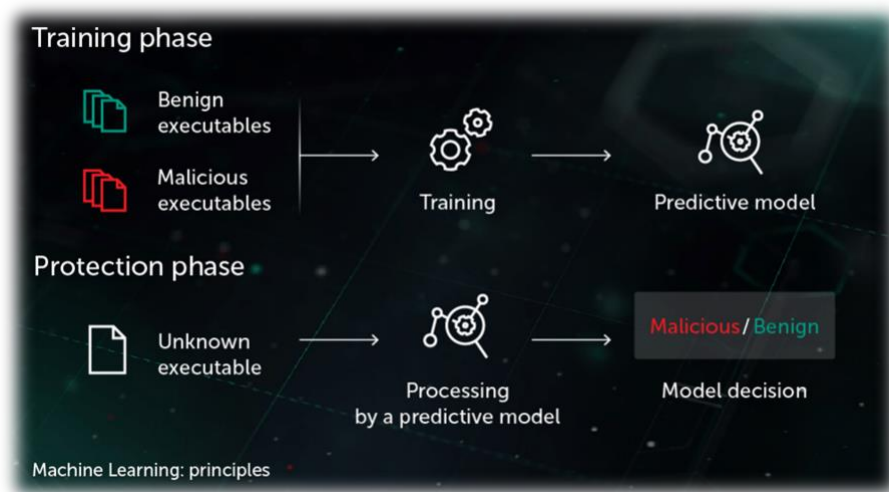 Training phase
Benign
executables
Malicious
executables
Training
Predictive model
Protection phase
Unknown
executable
Processing
by a predictive model
Malicious/Benign
Model decision
Machine Learning: principles